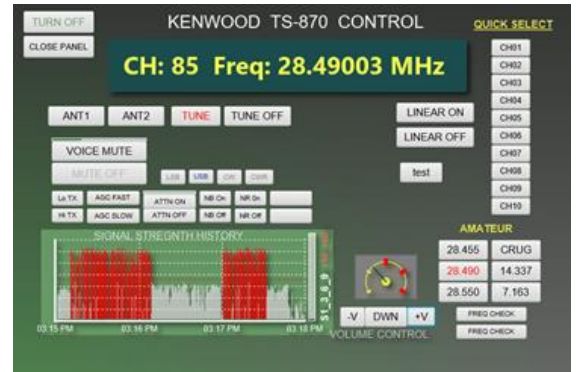 TURN OFF
KENWOOD TS-870 CONTROL
QUICK SELECT
CLOSE PANEL
CH: 85 Freq: 28.49003 MHz
CH01
CH02
CH03
CH04
CH05
CH06
CH07
CH08
CH09
CH10
ANT1 ANT2 TUNE TUNE OFF
LINEAR ON
LINEAR OFF
VOICE MUTE
MUTE OFF
LSB USB CW CWR
test
Lo TX AGC FAST ATTN ON NB On NR On
Hi TX AGC SLOW ATTN OFF NB Off NR Off
SIGNAL STREGNTH HISTORY
S1_3_6_9
03:15 PM 03:16 PM 03:17 PM 03:18 PM
AMATEUR
28.455 CRUG
28.490 14.337
28.550 7.163
-V DWN +V
VOLUME CONTROL
FREQ CHECK
FREQ CHECK